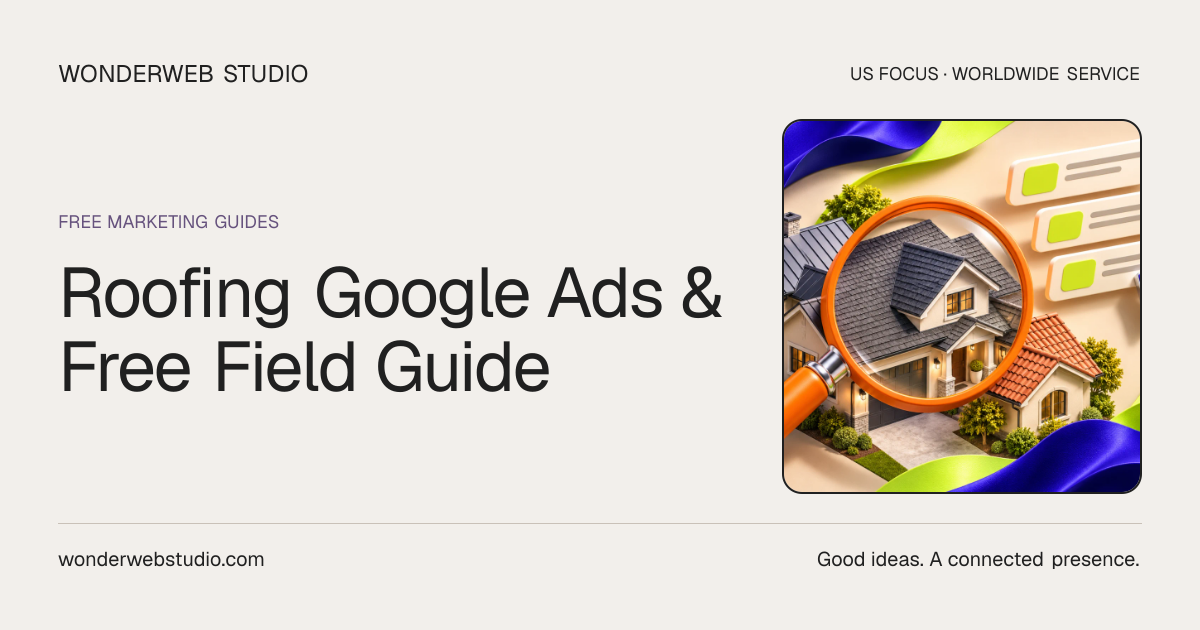 WONDERWEB STUDIO
US FOCUS · WORLDWIDE SERVICE
FREE MARKETING GUIDES
Roofing Google Ads &
Free Field Guide
wonderwebstudio.com
Good ideas. A connected presence.